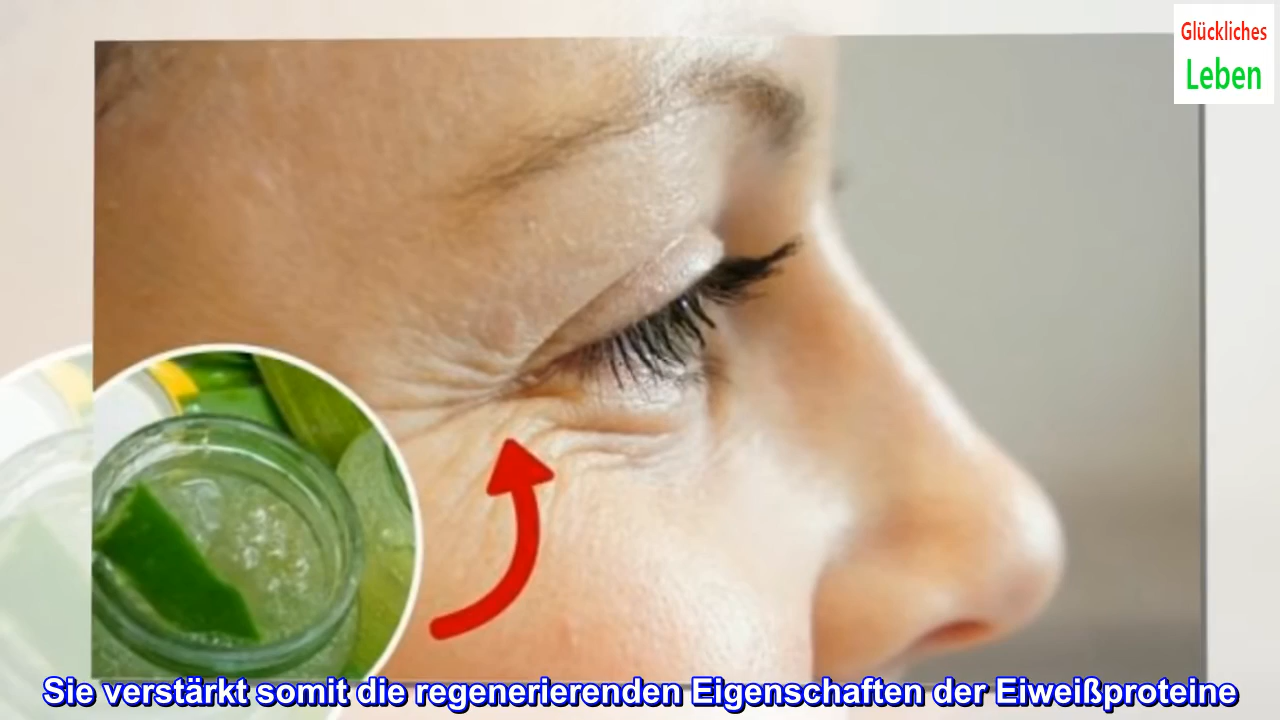 Glückliches
Leben
Sie verstärkt somit die regenerierenden Eigenschaften der Eiweißproteine